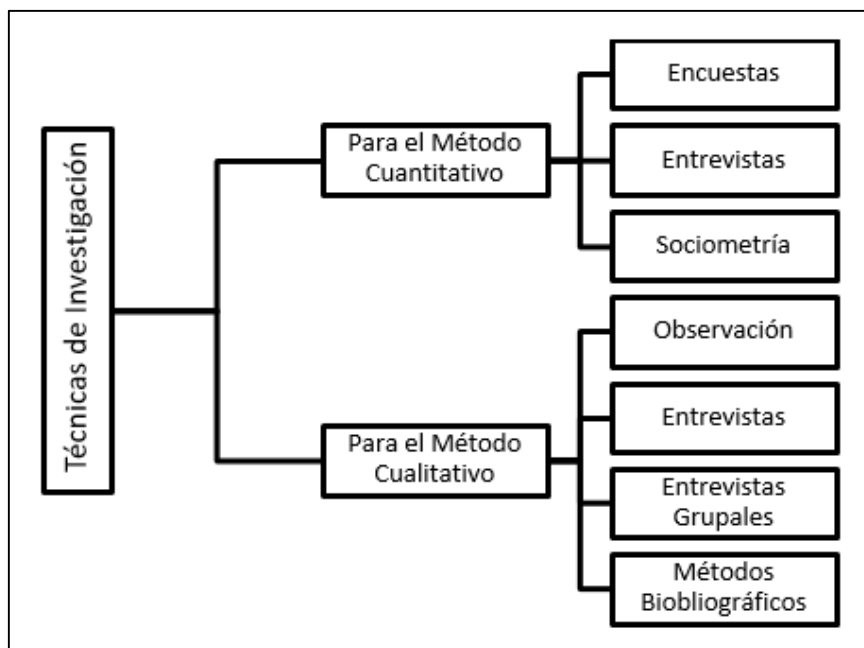 Técnicas de Investigación
Para el Método
Cuantitativo
Encuestas
Entrevistas
Sociometría
Para el Método
Cualitativo
Observación
Entrevistas
Entrevistas
Grupales
Métodos
Biobliográficos